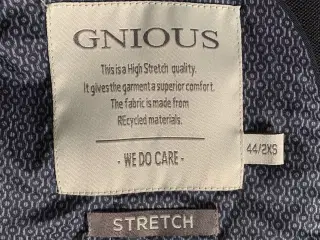 GNIOUS
This is a High Stretch quality.
It gives the garment a superior comfort.
The fabric is made from
REcycled materials.
- WE DO CARE -
44/2XS
STRETCH